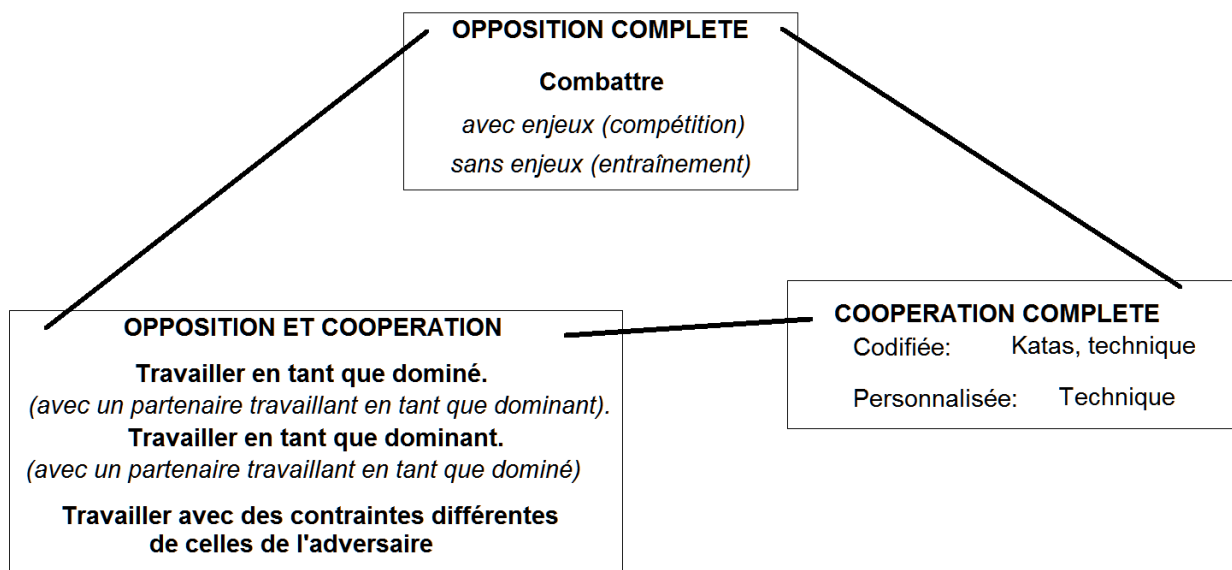 OPPOSITION COMPLETE
Combattre
avec enjeux (compétition)
sans enjeux (entraînement)
OPPOSITION ET COOPERATION
Travailler en tant que dominé.
(avec un partenaire travaillant en tant que dominant).
Travailler en tant que dominant.
(avec un partenaire travaillant en tant que dominé)
Travailler avec des contraintes différentes
de celles de l'adversaire
COOPERATION COMPLETE
Codifiée: Katas, technique
Personnalisée: Technique